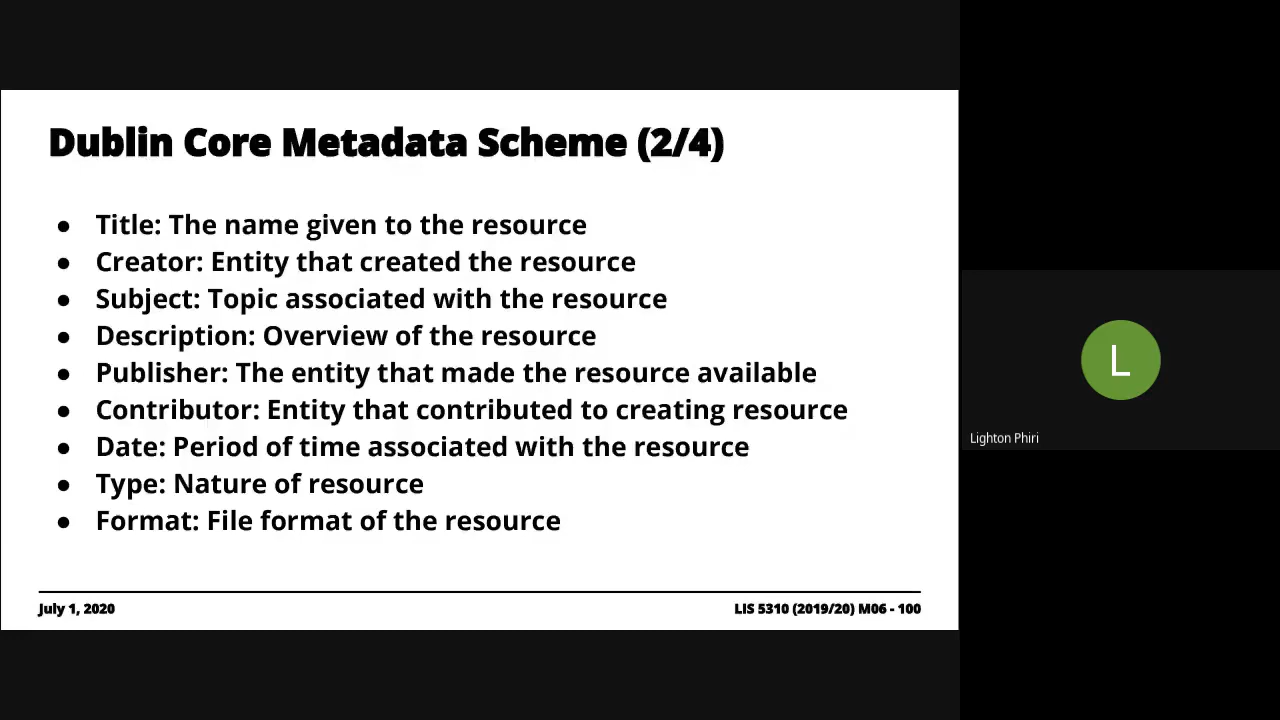 Dublin Core Metadata Scheme (2/4)
● Title: The name given to the resource
● Creator: Entity that created the resource
● Subject: Topic associated with the resource
● Description: Overview of the resource
● Publisher: The entity that made the resource available
● Contributor: Entity that contributed to creating resource
● Date: Period of time associated with the resource
● Type: Nature of resource
● Format: File format of the resource
July 1, 2020
LIS 5310 (2019/20) M06 - 100
L
Lighton Phiri